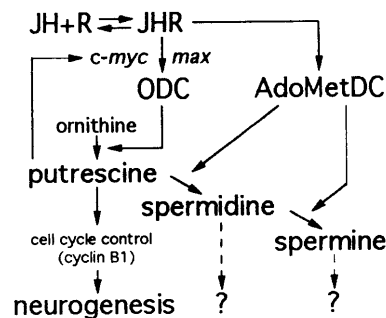 JH+R JHR
c-myc max
ODC AdoMetDC
ornithine
putrescine
spermidine
cell cycle control
(cyclin B1)
spermine
neurogenesis ? ?